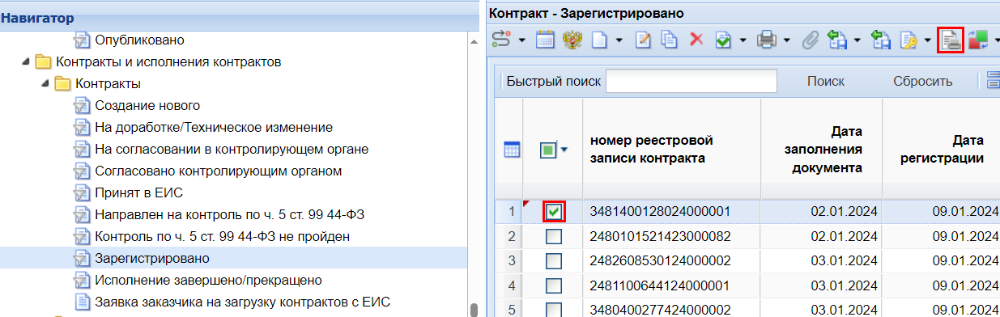 Навигатор
Опубликовано
Контракты и исполнения контрактов
Контракты
Создание нового
На доработке/Техническое изменение
На согласовании в контролирующем органе
Согласовано контролирующим органом
Принят в ЕИС
Направлен на контроль по ч. 5 ст. 99 44-ФЗ
Контроль по ч. 5 ст. 99 44-ФЗ не пройден
Зарегистрировано
Исполнение завершено/прекращено
Заявка заказчика на загрузку контрактов с ЕИС
Контракт - Зарегистрировано
Быстрый поиск Поиск Сбросить
номер реестровой
записи контракта
Дата
заполнения
документа
Дата
регистрации
1 3481400128024000001 02.01.2024 09.01.2024
2 2480101521423000082 02.01.2024 09.01.2024
3 2482608530124000002 03.01.2024 09.01.2024
4 2481100644124000001 03.01.2024 09.01.2024
5 3480400277424000002 03.01.2024 09.01.2024